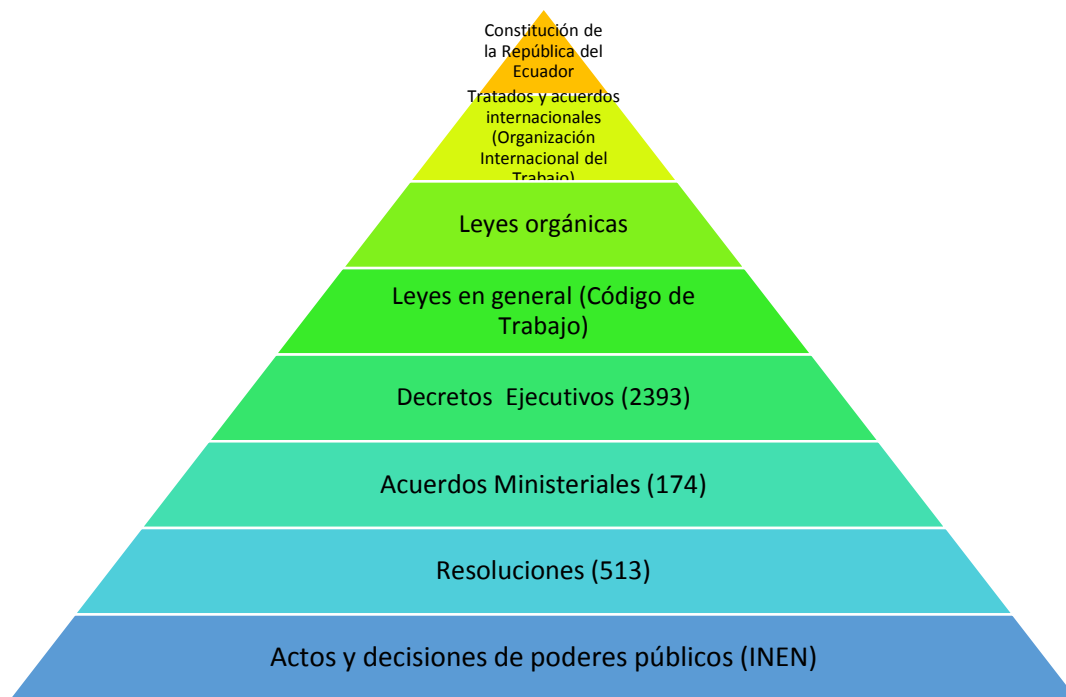 Constitución de
la República del
Ecuador
Tratados y acuerdos
internacionales
(Organización
Internacional del
Trabajo)
Leyes orgánicas
Leyes en general (Código de
Trabajo)
Decretos  Ejecutivos (2393)
Acuerdos Ministeriales (174)
Resoluciones (513)
Actos y decisiones de poderes públicos (INEN)